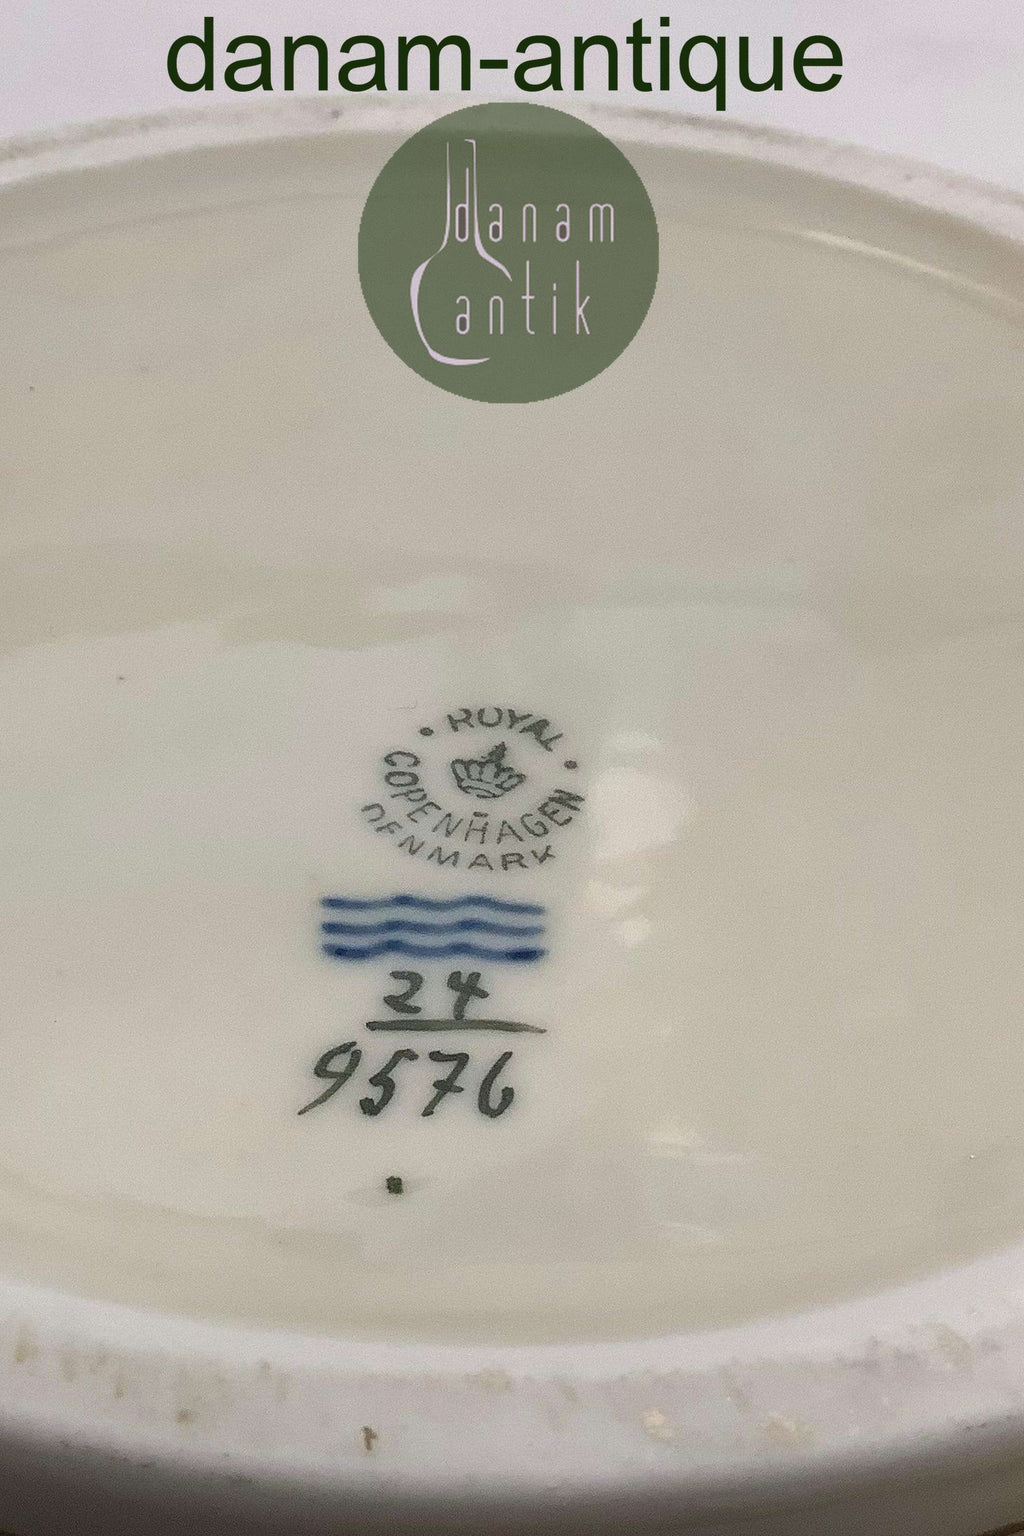 danam-antique
danam
antik
ROYAL
COPENHAGEN
DENMARK
24
9576